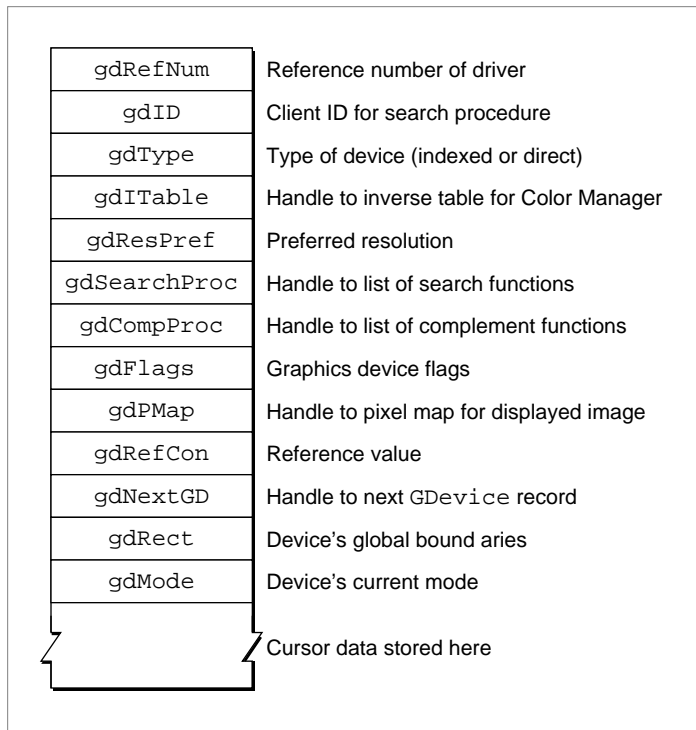 gdRefNum Reference number of driver
gdID Client ID for search procedure
gdType Type of device (indexed or direct)
gdITable Handle to inverse table for Color Manager
gdResPref Preferred resolution
gdSearchProc Handle to list of search functions
gdCompProc Handle to list of complement functions
gdFlags Graphics device flags
gdPMap Handle to pixel map for displayed image
gdRefCon Reference value
gdNextGD Handle to next GDevice record
gdRect Device's global bound aries
gdMode Device's current mode
Cursor data stored here